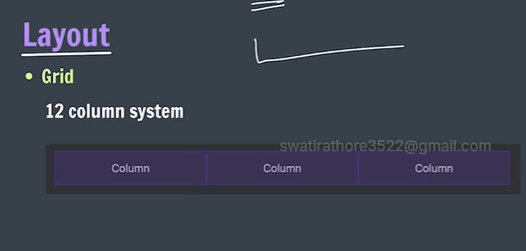 Layout
• Grid
12 column system
swatirathore3522@gmail.com
Column Column Column